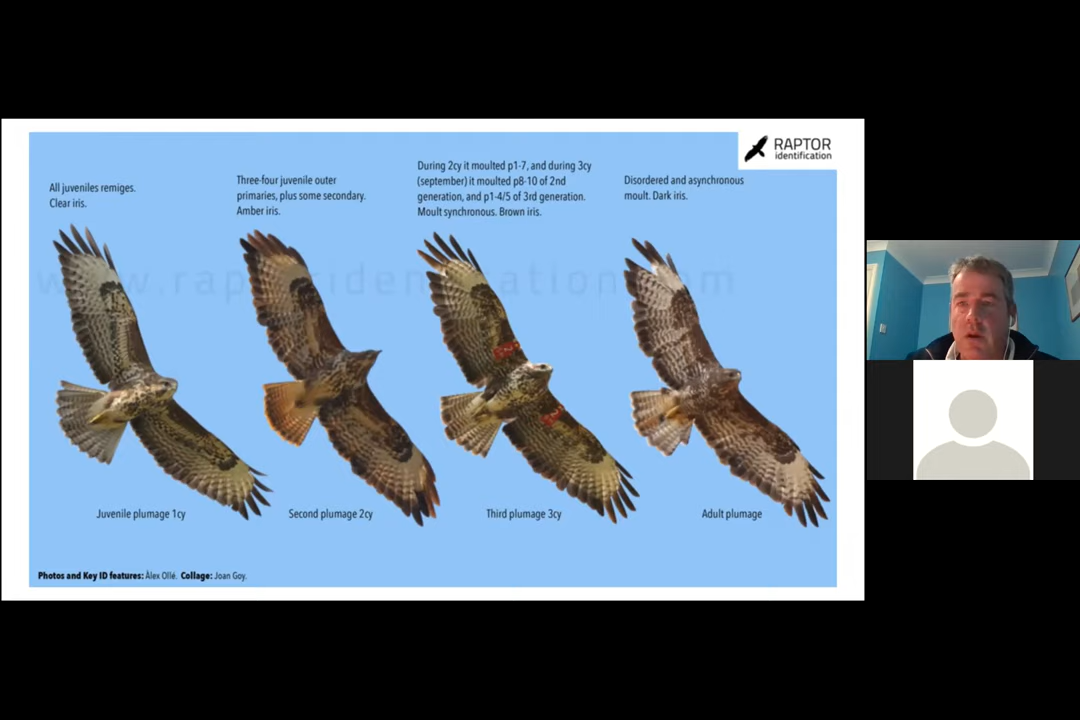 RAPTOR
identification
All juveniles remiges.
Clear iris.
Three-four juvenile outer
primaries, plus some secondary.
Amber iris.
During 2cy it moulted p1-7, and during 3cy
(september) it moulted p8-10 of 2nd
generation, and p1-4/5 of 3rd generation.
Moult synchronous. Brown iris.
Disordered and asynchronous
moult. Dark iris.
Juvenile plumage 1cy
Second plumage 2cy
Third plumage 3cy
Adult plumage
Photos and Key ID features: Àlex Ollé. Collage: Joan Goy.